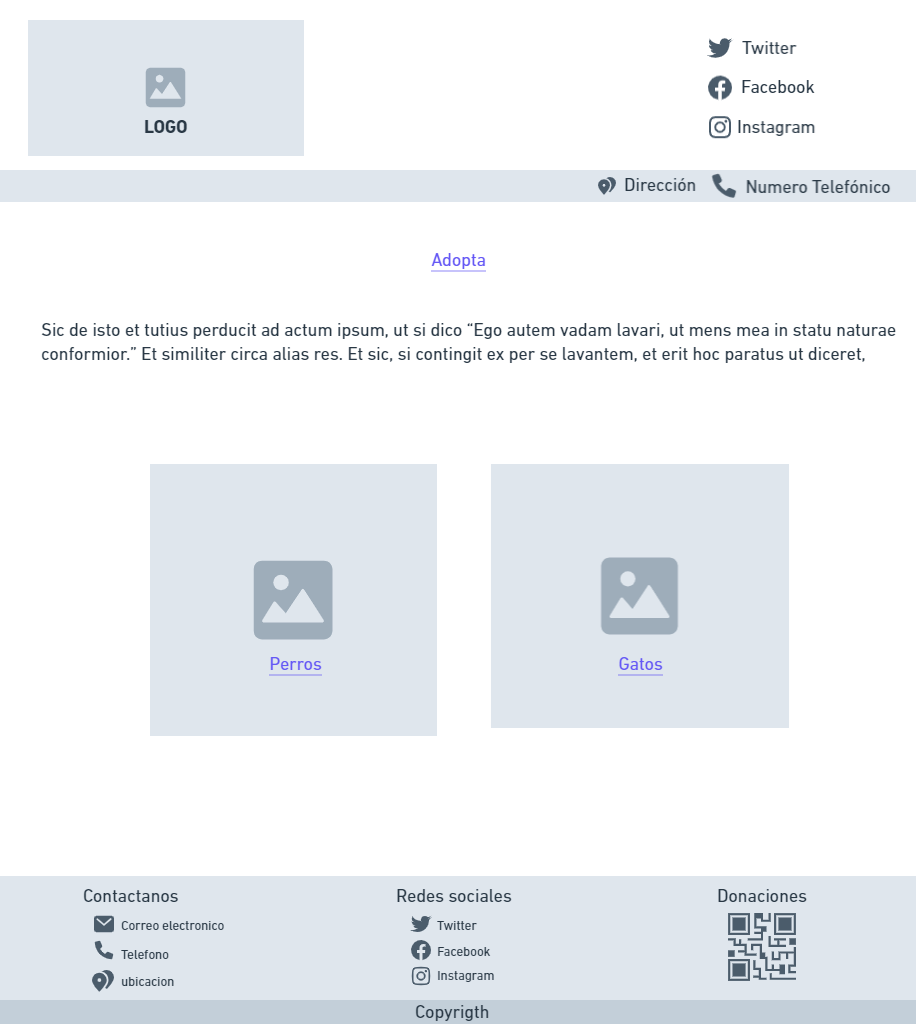 LOGO
Twitter
Facebook
Instagram
Dirección
Numero Telefónico
Adopta
Sic de isto et tutius perducit ad actum ipsum, ut si dico “Ego autem vadam lavari, ut mens mea in statu naturae
conformior.” Et similiter circa alias res. Et sic, si contingit ex per se lavantem, et erit hoc paratus ut diceret,
Perros
Gatos
Contactanos
Correo electronico
Telefono
ubicacion
Redes sociales
Twitter
Facebook
Instagram
Donaciones
Copyrigth